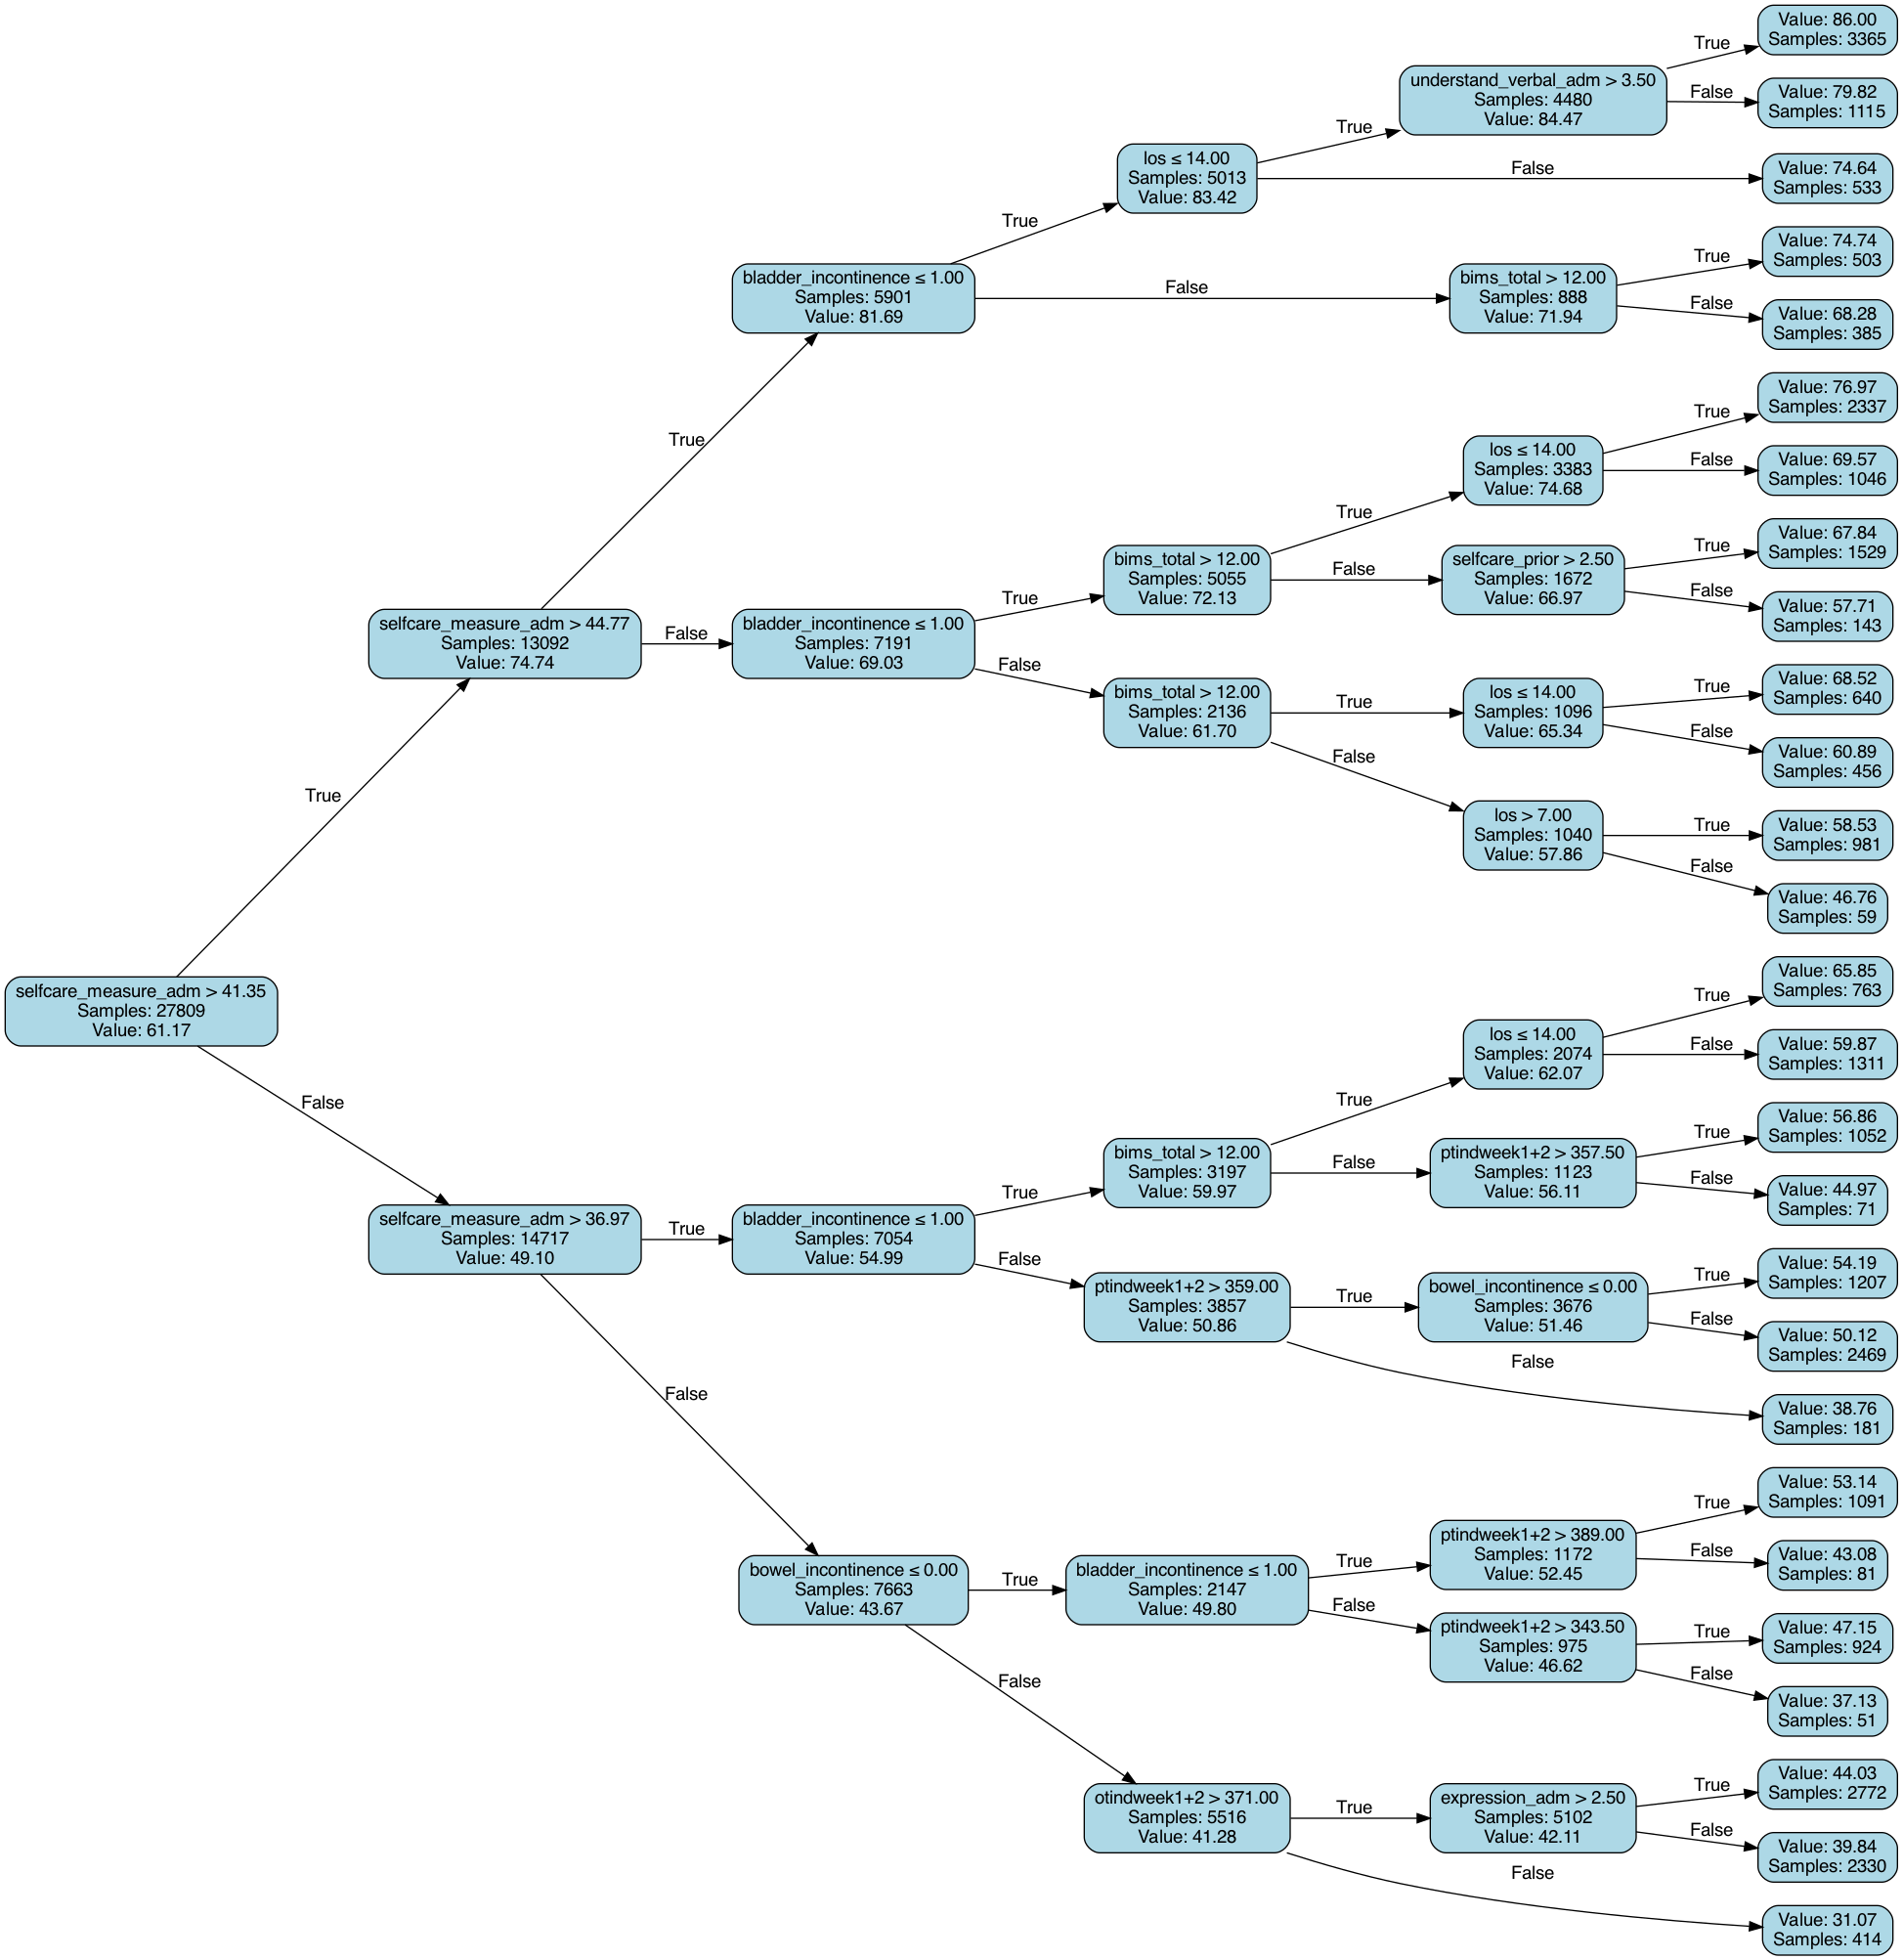 Value: 86.00
Samples: 3365
True
understand_verbal_adm > 3.50
Samples: 4480
Value: 84.47
False
Value: 79.82
Samples: 1115
True
los ≤ 14.00
Samples: 5013
Value: 83.42
False
Value: 74.64
Samples: 533
True
bladder_incontinence ≤ 1.00
Samples: 5901
Value: 81.69
False
bims_total > 12.00
Samples: 888
Value: 71.94
True
Value: 74.74
Samples: 503
False
Value: 68.28
Samples: 385
True
selfcare_measure_adm > 44.77
Samples: 13092
Value: 74.74
False
bladder_incontinence ≤ 1.00
Samples: 7191
Value: 69.03
True
bims_total > 12.00
Samples: 5055
Value: 72.13
True
los ≤ 14.00
Samples: 3383
Value: 74.68
True
Value: 76.97
Samples: 2337
False
Value: 69.57
Samples: 1046
False
selfcare_prior > 2.50
Samples: 1672
Value: 66.97
True
Value: 67.84
Samples: 1529
False
Value: 57.71
Samples: 143
False
bims_total > 12.00
Samples: 2136
Value: 61.70
True
los ≤ 14.00
Samples: 1096
Value: 65.34
True
Value: 68.52
Samples: 640
False
Value: 60.89
Samples: 456
False
los > 7.00
Samples: 1040
Value: 57.86
True
Value: 58.53
Samples: 981
False
Value: 46.76
Samples: 59
True
selfcare_measure_adm > 41.35
Samples: 27809
Value: 61.17
False
selfcare_measure_adm > 36.97
Samples: 14717
Value: 49.10
True
bladder_incontinence ≤ 1.00
Samples: 7054
Value: 54.99
True
bims_total > 12.00
Samples: 3197
Value: 59.97
True
los ≤ 14.00
Samples: 2074
Value: 62.07
True
Value: 65.85
Samples: 763
False
Value: 59.87
Samples: 1311
False
ptindweek1+2 > 357.50
Samples: 1123
Value: 56.11
True
Value: 56.86
Samples: 1052
False
Value: 44.97
Samples: 71
False
ptindweek1+2 > 359.00
Samples: 3857
Value: 50.86
True
bowel_incontinence ≤ 0.00
Samples: 3676
Value: 51.46
True
Value: 54.19
Samples: 1207
False
Value: 50.12
Samples: 2469
False
Value: 38.76
Samples: 181
False
bowel_incontinence ≤ 0.00
Samples: 7663
Value: 43.67
True
bladder_incontinence ≤ 1.00
Samples: 2147
Value: 49.80
True
ptindweek1+2 > 389.00
Samples: 1172
Value: 52.45
True
Value: 53.14
Samples: 1091
False
Value: 43.08
Samples: 81
False
ptindweek1+2 > 343.50
Samples: 975
Value: 46.62
True
Value: 47.15
Samples: 924
False
Value: 37.13
Samples: 51
False
otindweek1+2 > 371.00
Samples: 5516
Value: 41.28
True
expression_adm > 2.50
Samples: 5102
Value: 42.11
True
Value: 44.03
Samples: 2772
False
Value: 39.84
Samples: 2330
False
Value: 31.07
Samples: 414